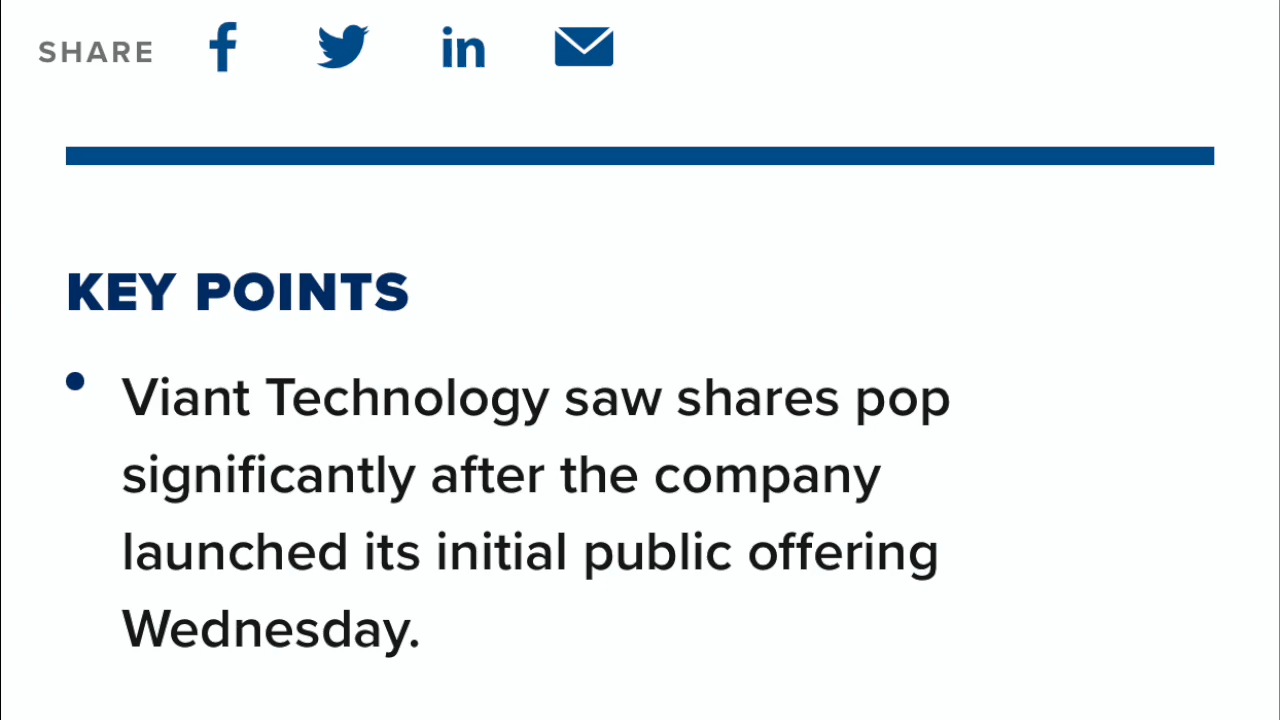 SHARE
KEY POINTS
• Viant Technology saw shares pop
significantly after the company
launched its initial public offering
Wednesday.